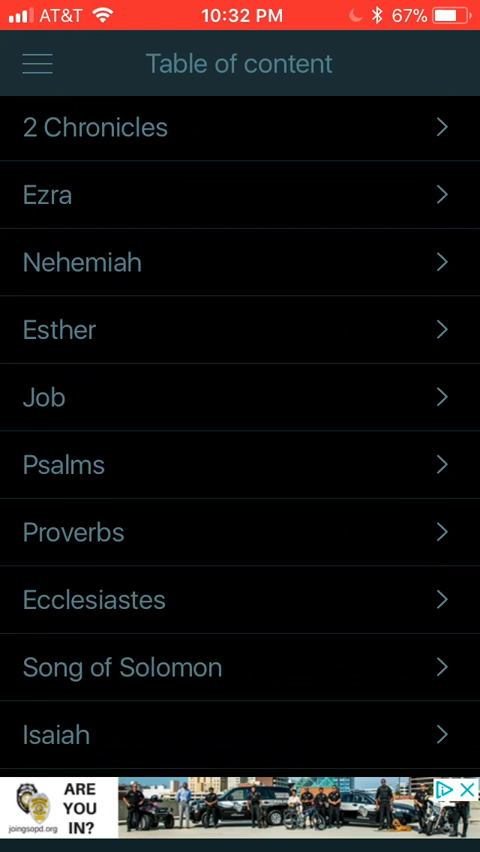 AT&T 10:32 PM 67%
Table of content
2 Chronicles
Ezra
Nehemiah
Esther
Job
Psalms
Proverbs
Ecclesiastes
Song of Solomon
Isaiah
ARE
YOU
IN?
joingsopd.org